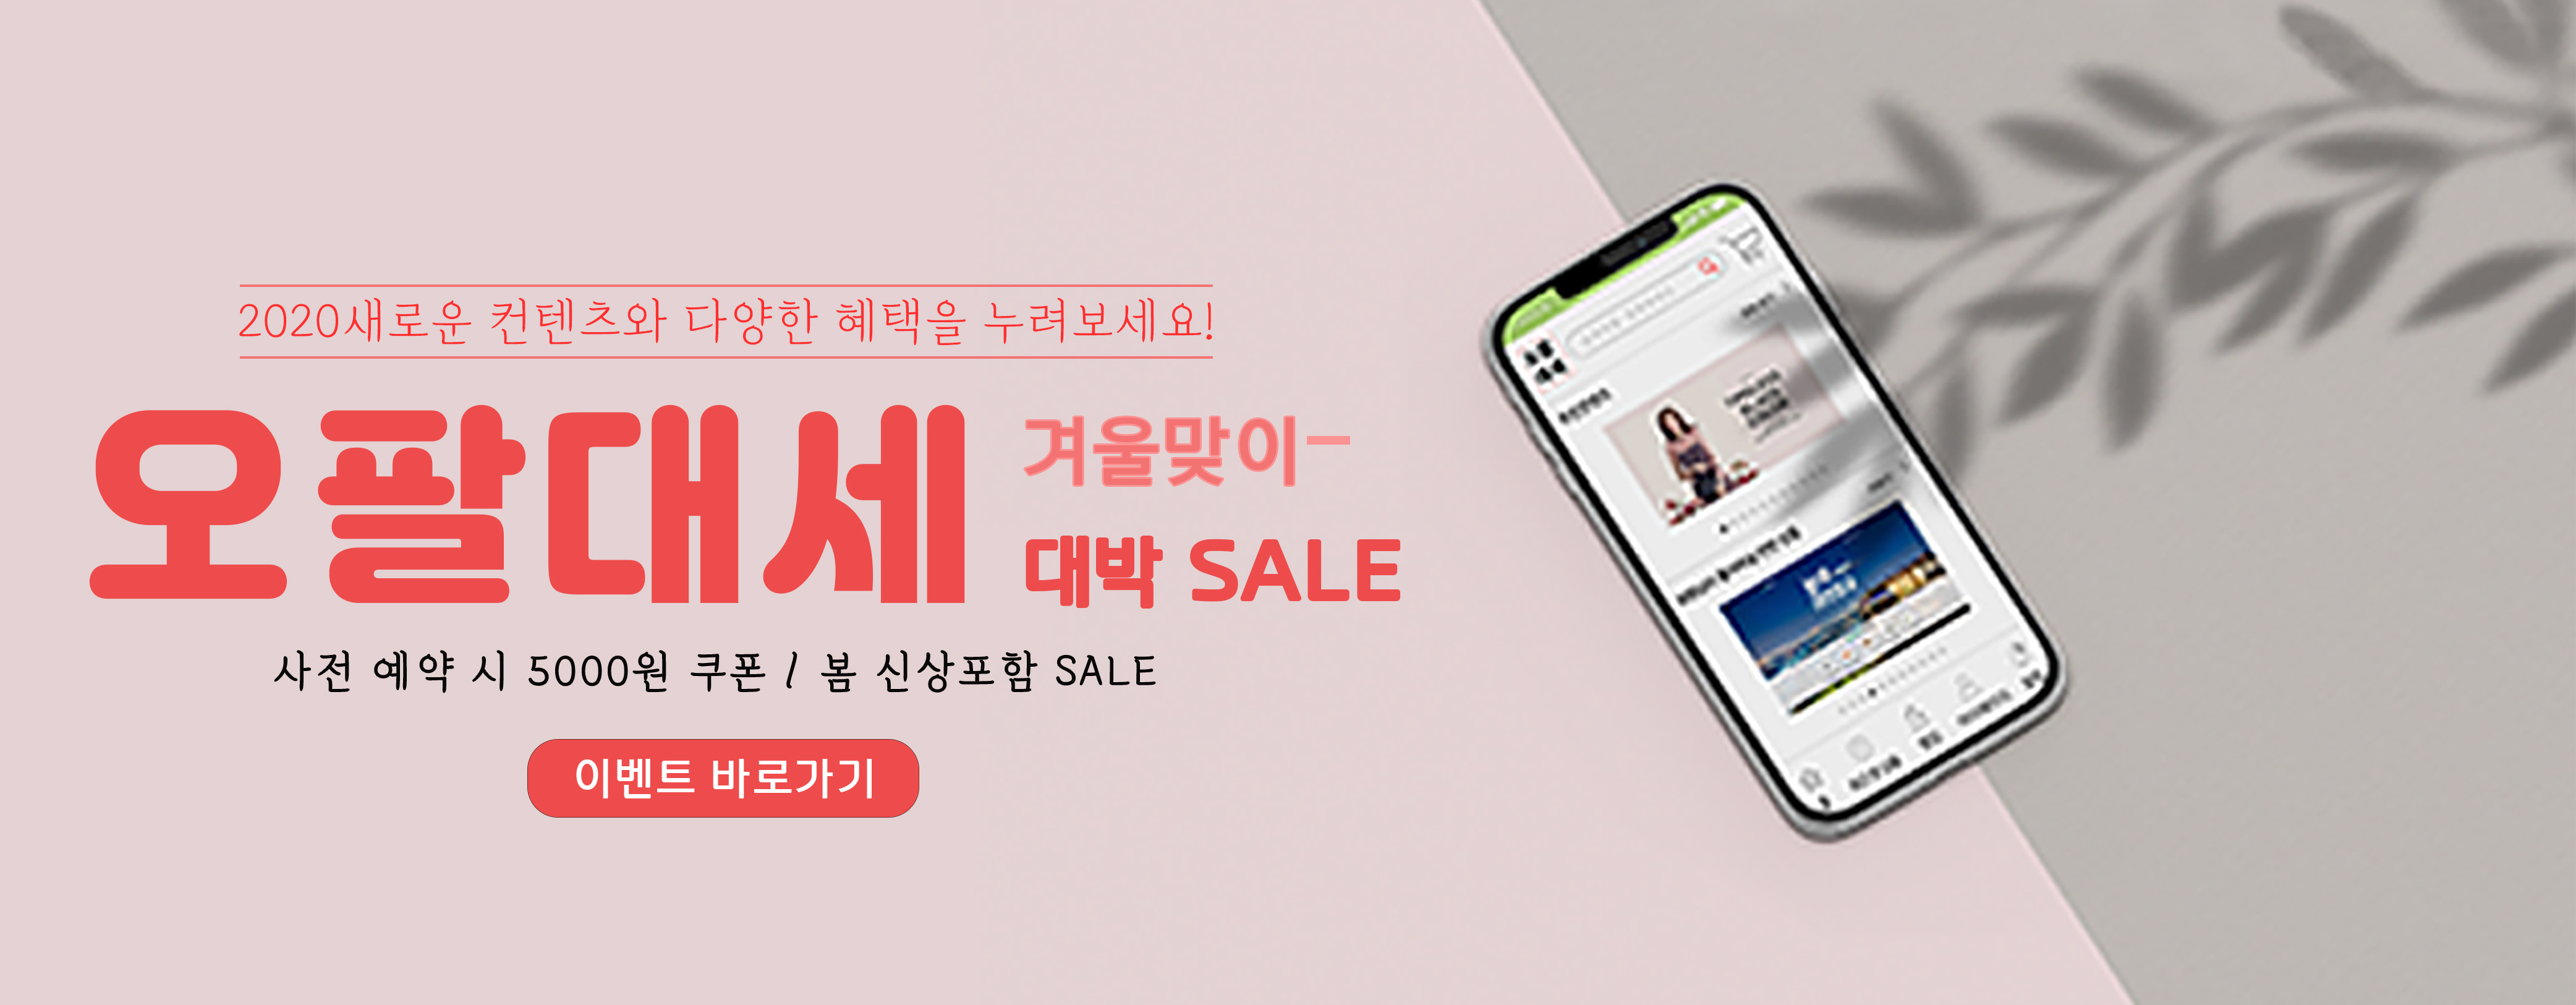 2020새로운 컨텐츠와 다양한 혜택을 누려보세요!
오팔대세
겨울맞이
대박 SALE
사전 예약 시 5000원 쿠폰 / 봄 신상포함 SALE
이벤트 바로가기